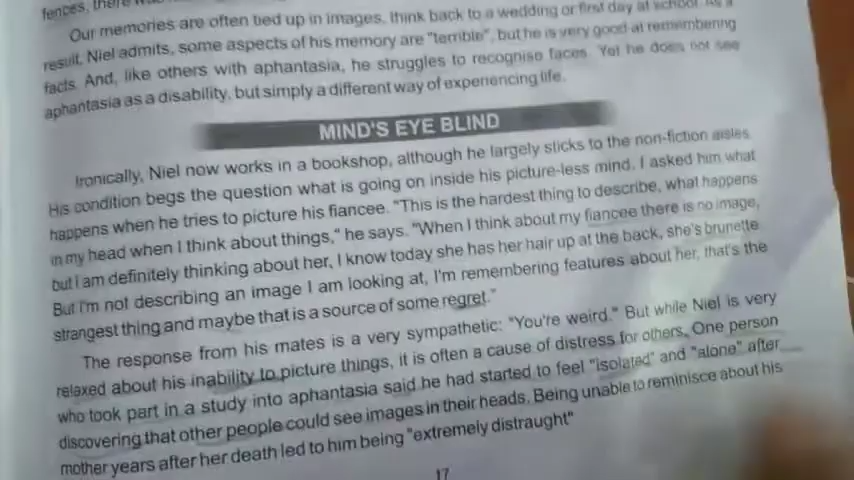 fences, there
Our memories are often tied up in images, think back to a wedding or first day at school. As a
result, Niel admits, some aspects of his memory are "terrible", but he is very good at remembering
facts. And, like others with aphantasia, he struggles to recognise faces. Yet he does not see
aphantasia as a disability, but simply a different way of experiencing life.
MIND'S EYE BLIND
Ironically, Niel now works in a bookshop, although he largely sticks to the non-fiction aisles.
His condition begs the question what is going on inside his picture-less mind. I asked him what
happens when he tries to picture his fiancee. "This is the hardest thing to describe, what happens
in my head when I think about things," he says. "When I think about my fiancee there is no image,
but I am definitely thinking about her, I know today she has her hair up at the back, she's brunette
But I'm not describing an image I am looking at, I'm remembering features about her, that's the
strangest thing and maybe that is a source of some regret."
The response from his mates is a very sympathetic: "You're weird." But while Niel is very
relaxed about his inability to picture things, it is often a cause of distress for others. One person
who took part in a study into aphantasia said he had started to feel "isolated" and "alone" after
discovering that other people could see images in their heads. Being unable to reminisce about his
mother years after her death led to him being "extremely distraught"
17